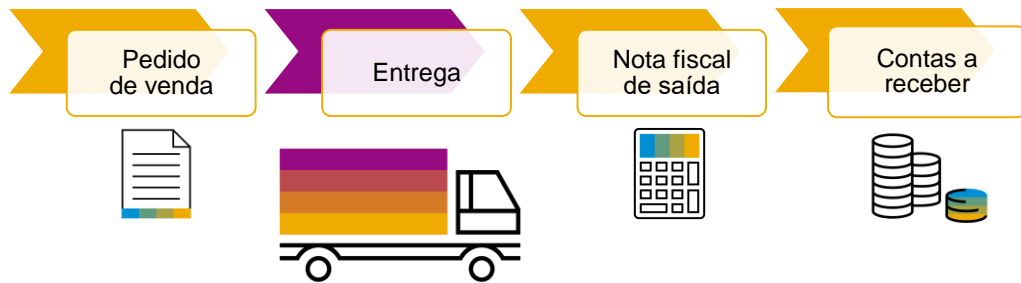 Pedido
de venda
Entrega
Nota fiscal
de saída
Contas a
receber